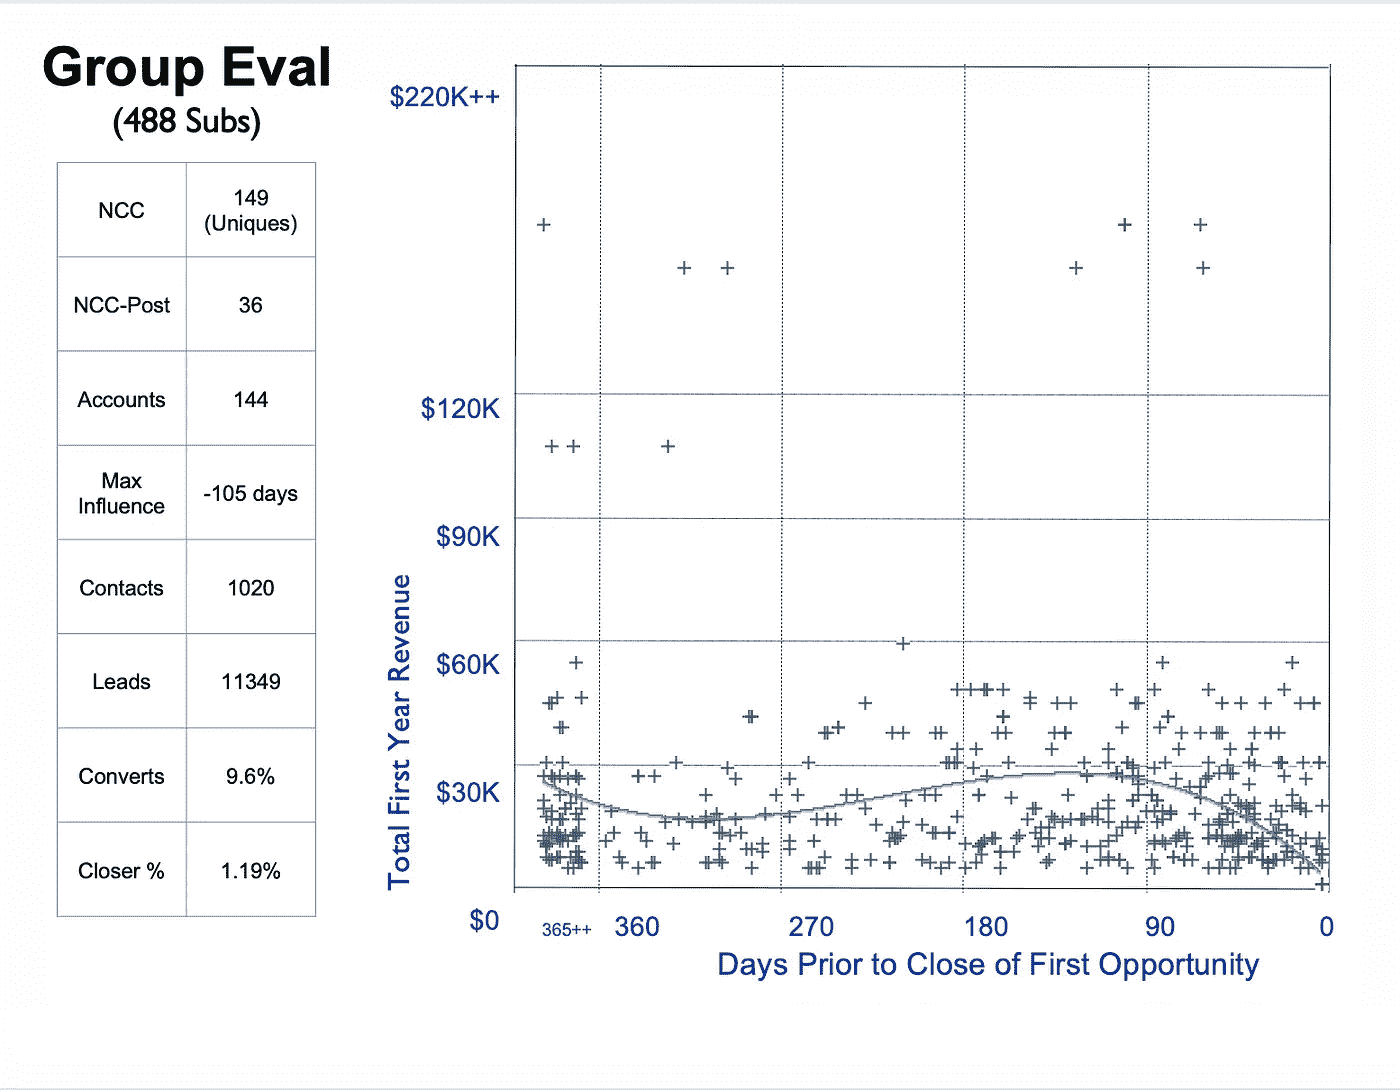 Group Eval
(488 Subs)
NCC
149
(Uniques)
NCC-Post
36
Accounts
144
Max
Influence
-105 days
Contacts
1020
Leads
11349
Converts
9.6%
Closer %
1.19%
Total First Year Revenue
$220K++
$120K
$90K
$60K
$30K
$0
365++
360
270
180
90
0
Days Prior to Close of First Opportunity